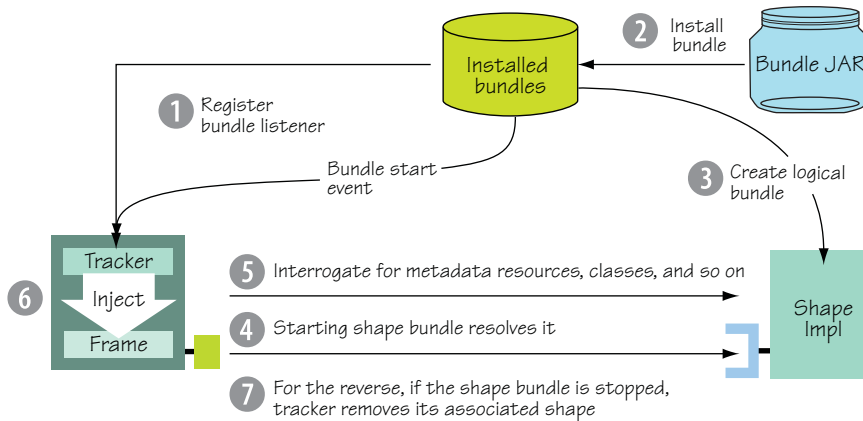 2
Install
bundle
Bundle JAR
Installed
bundles
1
Register
bundle listener
Bundle start
event
3
Create logical
bundle
Tracker
6
Inject
Frame
5
Interrogate for metadata resources, classes, and so on
4
Starting shape bundle resolves it
Shape
Impl
7
For the reverse, if the shape bundle is stopped,
tracker removes its associated shape